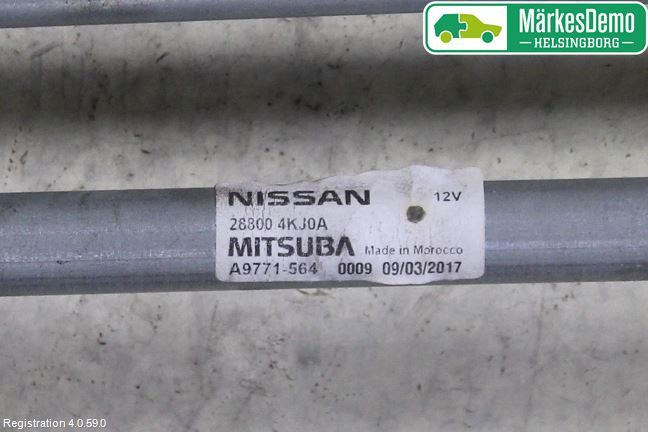 MärkesDemo
HELSINGBORG
NISSAN 12V
28800 4KJ0A
MITSUBA Made in Morocco
A9771-564 0009 09/03/2017
Registration 4.0.59.0